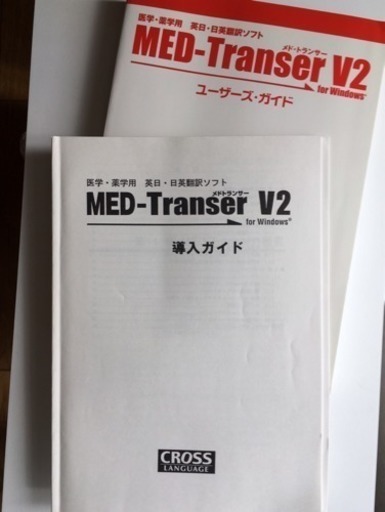 医学・薬学用 英日・日英翻訳ソフト
メド・トランサー
MED-Transer V2
for Windows
ユーザーズ・ガイド
医学・薬学用 英日・日英翻訳ソフト
メドトランサー
MED-Transer V2
for Windows®
導入ガイド
CROSS
LANGUAGE